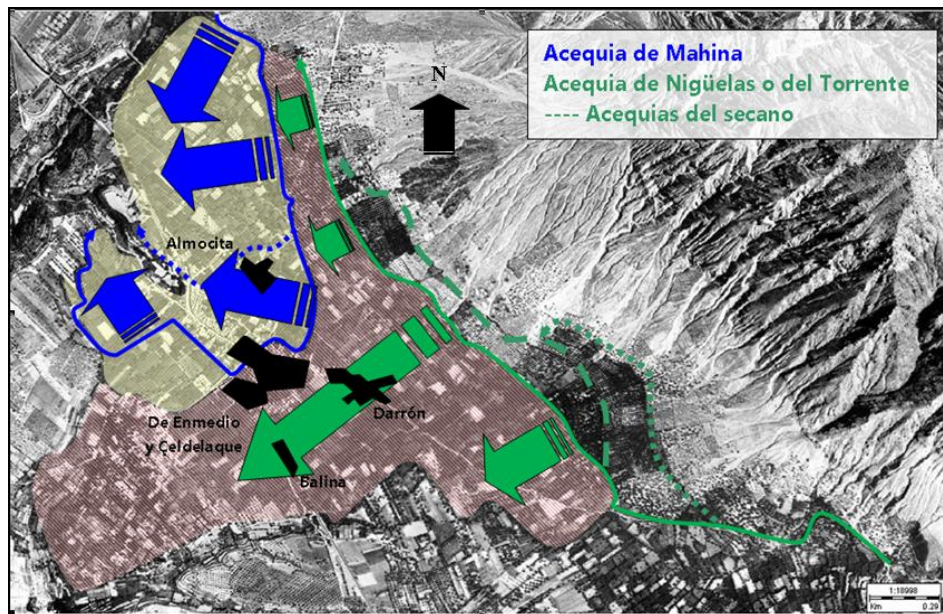 N
Acequia de Mahina
Acequia de Nigüelas o del Torrente
---- Acequias del secano
Almocita
De Enmedio
y Çeldelaque
Darrón
Balina
1:18998
Km 0.28